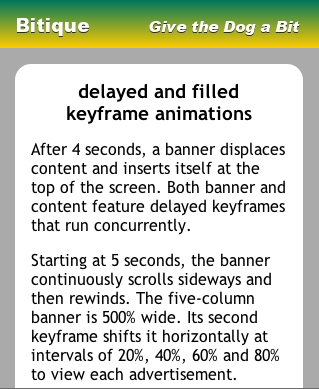 Bitique Give the Dog a Bit
delayed and filled
keyframe animations
After 4 seconds, a banner displaces
content and inserts itself at the
top of the screen. Both banner and
content feature delayed keyframes
that run concurrently.
Starting at 5 seconds, the banner
continuously scrolls sideways and
then rewinds. The five-column
banner is 500% wide. Its second
keyframe shifts it horizontally at
intervals of 20%, 40%, 60% and 80%
to view each advertisement.